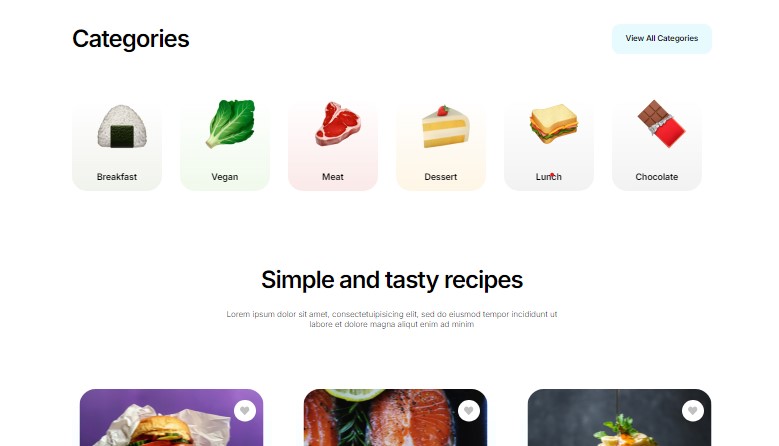 Categories
View All Categories
Breakfast
Vegan
Meat
Dessert
Lunch
Chocolate
Simple and tasty recipes
Lorem ipsum dolor sit amet, consectetuipisicing elit, sed do eiusmod tempor incididunt ut
labore et dolore magna aliqut enim ad minim